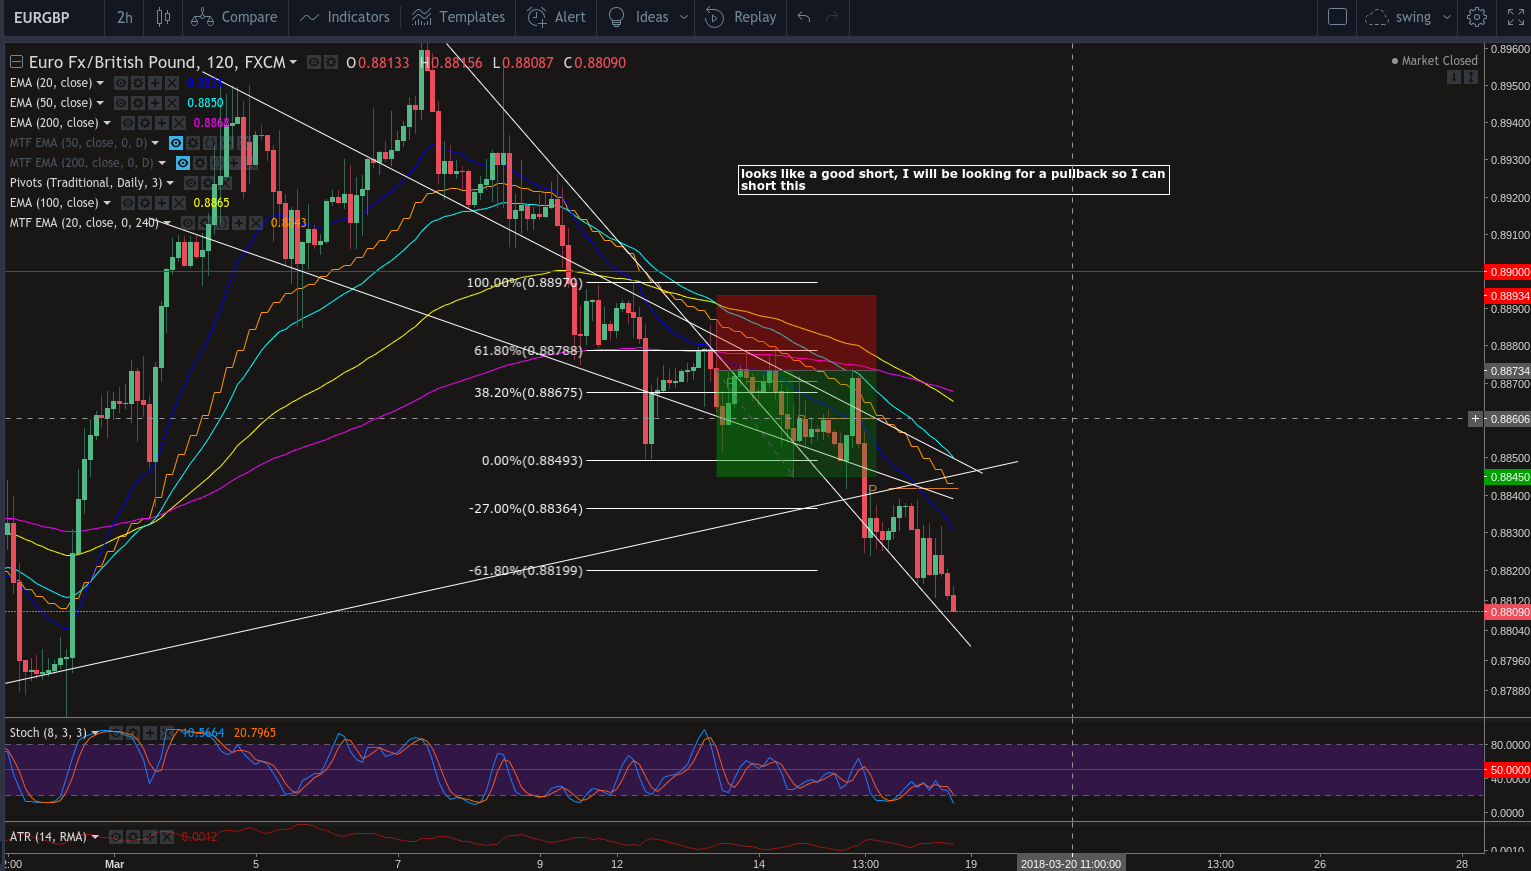 EURGBP 2h Compare Indicators Templates Alert Ideas Replay swing
Euro Fx/British Pound, 120, FXCM O0.88133 H0.88156 L0.88087 C0.88090
Market Closed
EMA (20, close)
EMA (50, close) 0.8850
EMA (200, close) 0.8868
MTF EMA (50, close, 0, D)
MTF EMA (200, close, 0, D)
Pivots (Traditional, Daily, 3)
EMA (100, close) 0.8865
MTF EMA (20, close, 0, 240) 0.8843
looks like a good short, I will be looking for a pullback so I can
short this
100.00%(0.88970)
61.80%(0.88788)
38.20%(0.88675)
0.00%(0.88493)
-27.00%(0.88364)
-61.80%(0.88199)
P
0.89600
0.89500
0.89400
0.89300
0.89200
0.89100
0.89000
0.88934
0.88900
0.88800
0.88734
0.88700
0.88606
0.88500
0.88450
0.88400
0.88300
0.88200
0.88120
0.88090
0.88040
0.87960
0.87880
Stoch (8, 3, 3) 10.5664 20.7965
80.0000
50.0000
40.0000
0.0000
ATR (14, RMA) 0.0012
0.0010
Mar 5 7 9 12 14 13:00 19 2018-03-20 11:00:00 13:00 26 28